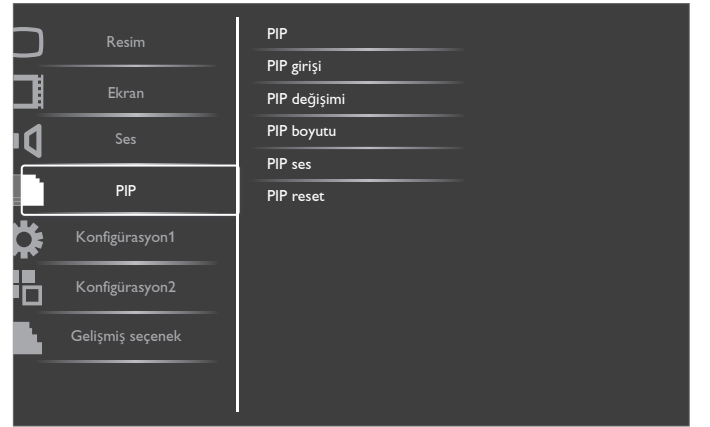 Resim
Ekran
Ses
PIP
Konfigürasyon1
Konfigürasyon2
Gelişmiş seçenek
PIP
PIP girişi
PIP değişimi
PIP boyutu
PIP ses
PIP reset